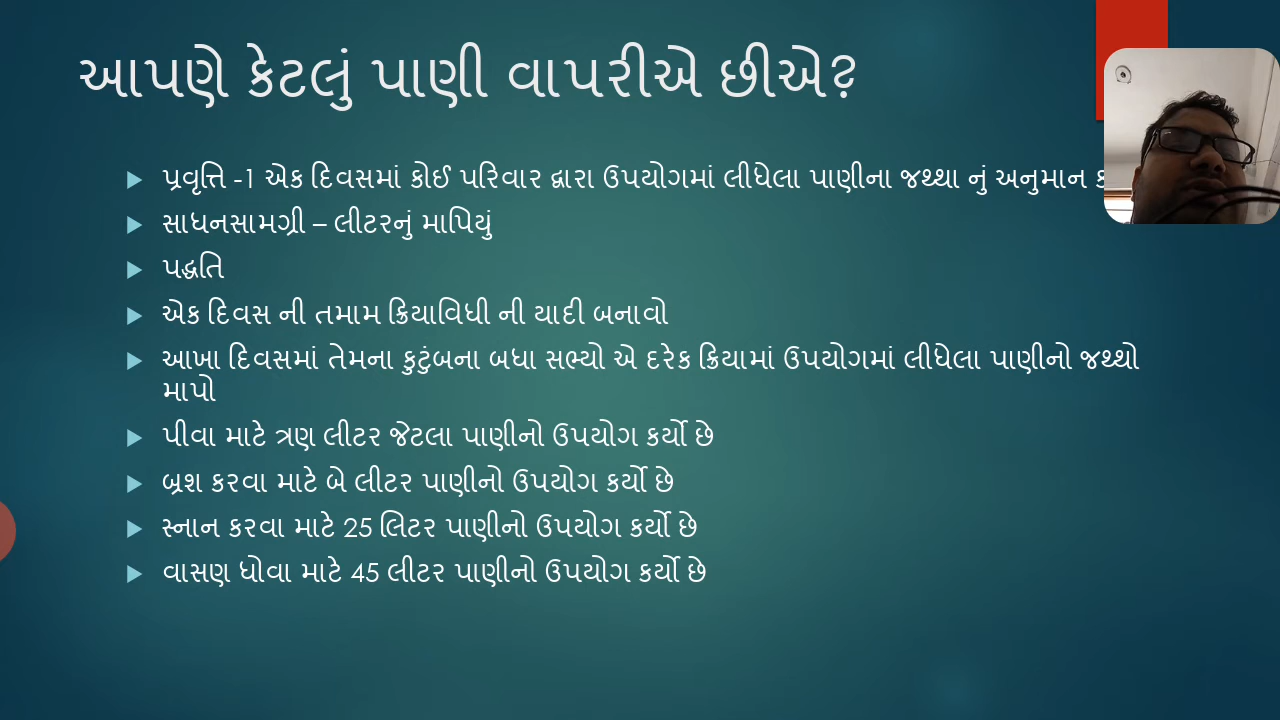 આપણે કેટલું પાણી વાપરીએ છીએ?
પ્રવૃત્તિ -1 એક દિવસમાં કોઈ પરિવાર દ્વારા ઉપયોગમાં લીધેલા પાણીના જથ્થા નું અનુમાન
સાધનસામગ્રી – લીટરનું માપિયું
પદ્ધતિ
એક દિવસ ની તમામ ક્રિયાવિધી ની યાદી બનાવો
આખા દિવસમાં તેમના કુટુંબના બધા સભ્યો એ દરેક ક્રિયામાં ઉપયોગમાં લીધેલા પાણીનો જથ્થો
માપો
પીવા માટે ત્રણ લીટર જેટલા પાણીનો ઉપયોગ કર્યો છે
બ્રશ કરવા માટે બે લીટર પાણીનો ઉપયોગ કર્યો છે
સ્નાન કરવા માટે 25 લિટર પાણીનો ઉપયોગ કર્યો છે
વાસણ ધોવા માટે 45 લીટર પાણીનો ઉપયોગ કર્યો છે